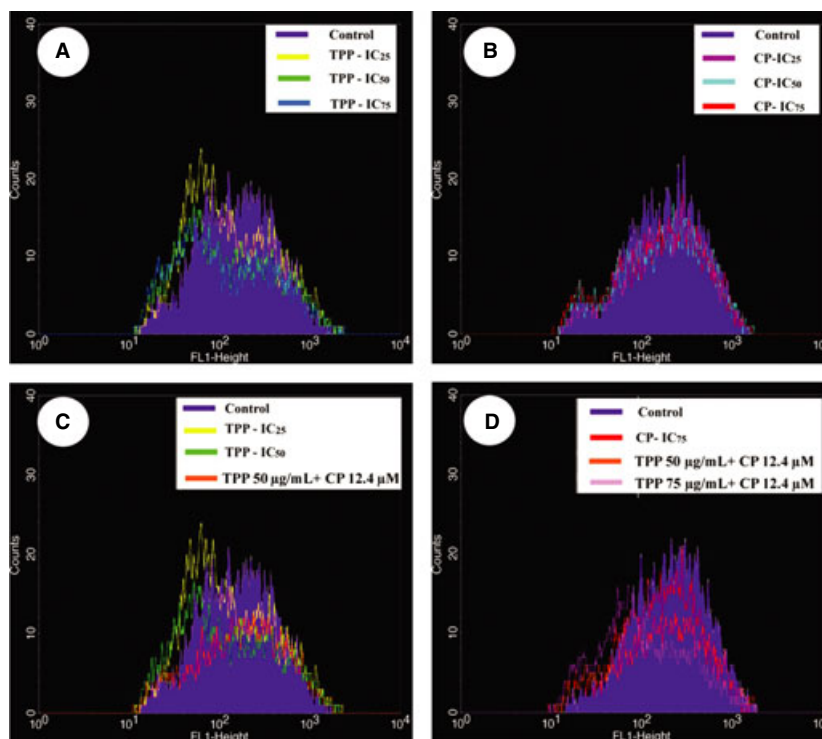 A
Control
TPP - IC25
TPP - IC50
TPP - IC75
Counts
40
30
20
10
0
10^0 10^1 10^2 10^3 10^4
FL1-Height
B
Control
CP-IC25
CP-IC50
CP- IC75
Counts
40
30
20
10
0
10^0 10^1 10^2 10^3
FL1-Height
C
Control
TPP - IC25
TPP - IC50
TPP 50 µg/mL+ CP 12.4 µM
Counts
40
30
20
10
0
10^0 10^1 10^2 10^3 10^4
FL1-Height
D
Control
CP- IC75
TPP 50 µg/mL+ CP 12.4 µM
TPP 75 µg/mL+ CP 12.4 µM
Counts
40
30
20
10
0
10^0 10^1 10^2 10^3
FL1-Height